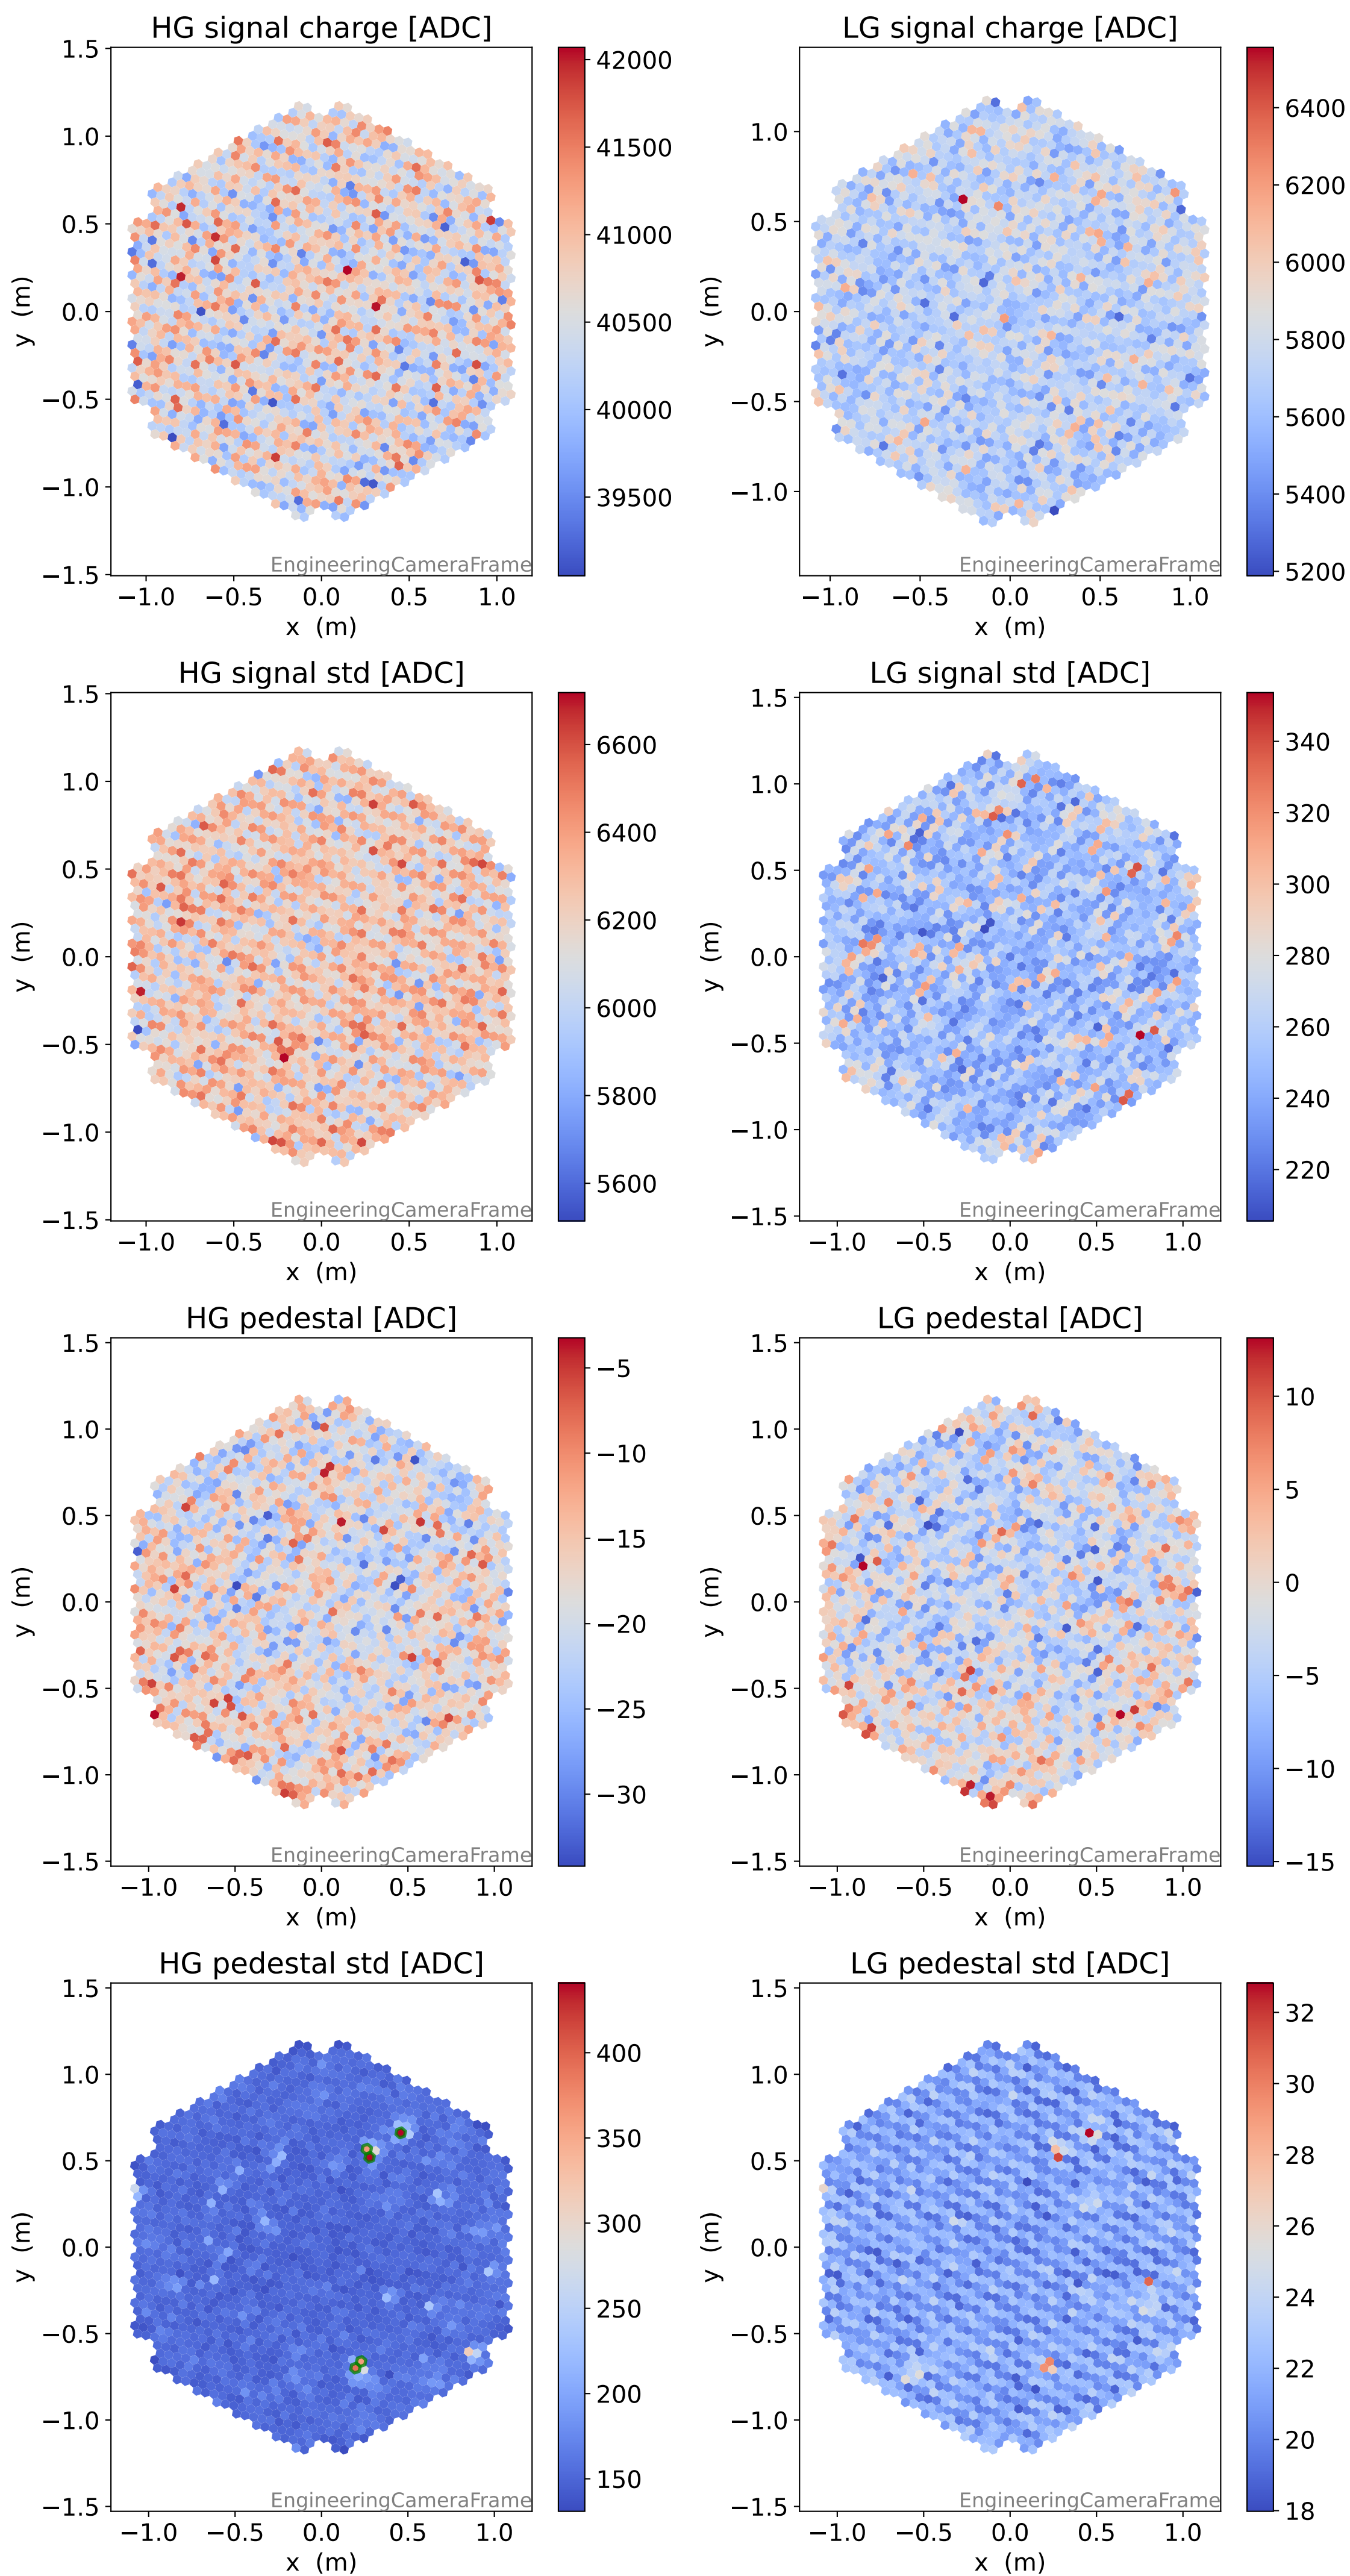 HG signal charge [ADC]
1.5
1.0
0.5
0.0
−0.5
−1.0
−1.5
y (m)
−1.0 −0.5 0.0 0.5 1.0
x (m)
EngineeringCameraFrame
42000
41500
41000
40500
40000
39500
LG signal charge [ADC]
1.0
0.5
0.0
−0.5
−1.0
y (m)
−1.0 −0.5 0.0 0.5 1.0
x (m)
EngineeringCameraFrame
6400
6200
6000
5800
5600
5400
5200
HG signal std [ADC]
1.5
1.0
0.5
0.0
−0.5
−1.0
−1.5
y (m)
−1.0 −0.5 0.0 0.5 1.0
x (m)
EngineeringCameraFrame
6600
6400
6200
6000
5800
5600
LG signal std [ADC]
1.5
1.0
0.5
0.0
−0.5
−1.0
−1.5
y (m)
−1.0 −0.5 0.0 0.5 1.0
x (m)
EngineeringCameraFrame
340
320
300
280
260
240
220
HG pedestal [ADC]
1.5
1.0
0.5
0.0
−0.5
−1.0
−1.5
y (m)
−1.0 −0.5 0.0 0.5 1.0
x (m)
EngineeringCameraFrame
−5
−10
−15
−20
−25
−30
LG pedestal [ADC]
1.5
1.0
0.5
0.0
−0.5
−1.0
−1.5
y (m)
−1.0 −0.5 0.0 0.5 1.0
x (m)
EngineeringCameraFrame
10
5
0
−5
−10
−15
HG pedestal std [ADC]
1.5
1.0
0.5
0.0
−0.5
−1.0
−1.5
y (m)
−1.0 −0.5 0.0 0.5 1.0
x (m)
EngineeringCameraFrame
400
350
300
250
200
150
LG pedestal std [ADC]
1.5
1.0
0.5
0.0
−0.5
−1.0
−1.5
y (m)
−1.0 −0.5 0.0 0.5 1.0
x (m)
EngineeringCameraFrame
32
30
28
26
24
22
20
18